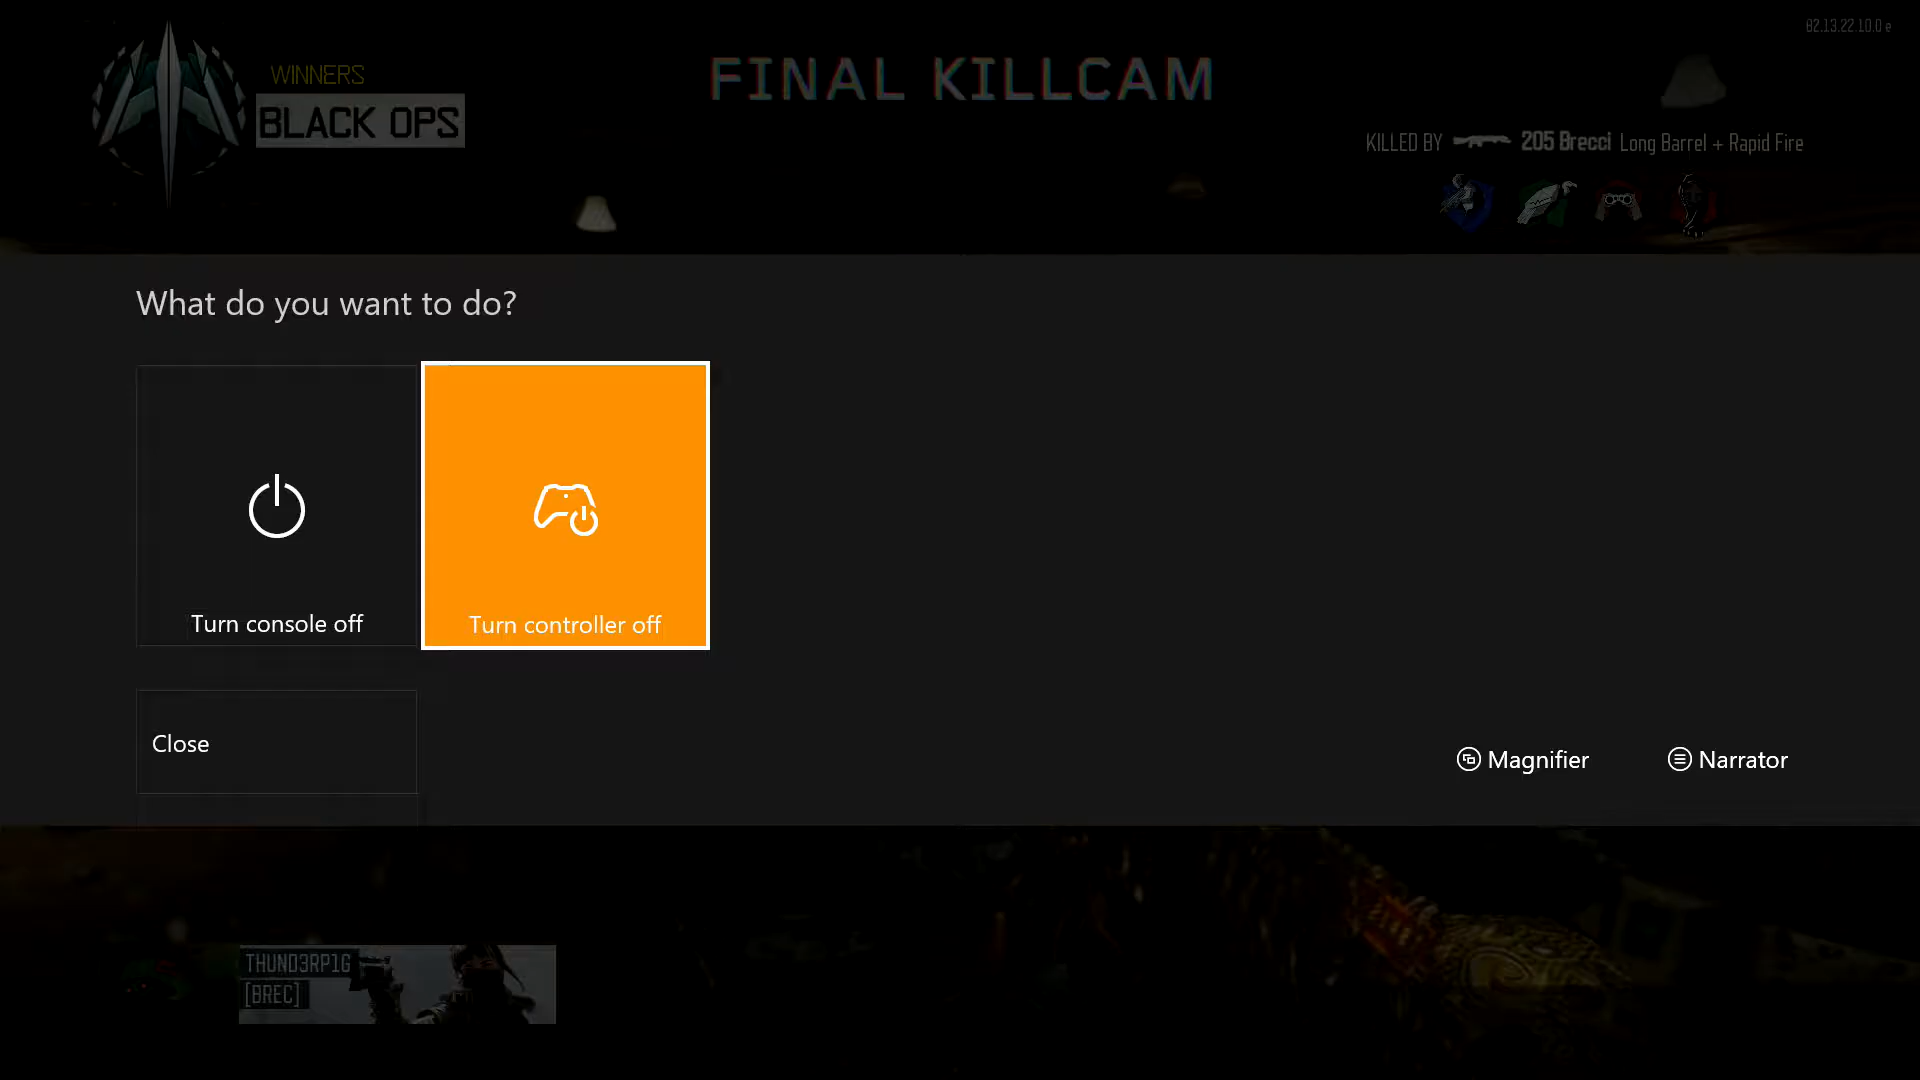 02.13.22.10.0 e
WINNERS
BLACK OPS
FINAL KILLCAM
KILLED BY 205 Brecci Long Barrel + Rapid Fire
What do you want to do?
Turn console off
Turn controller off
Close
Magnifier
Narrator
THUND3RP1G
[BREC]